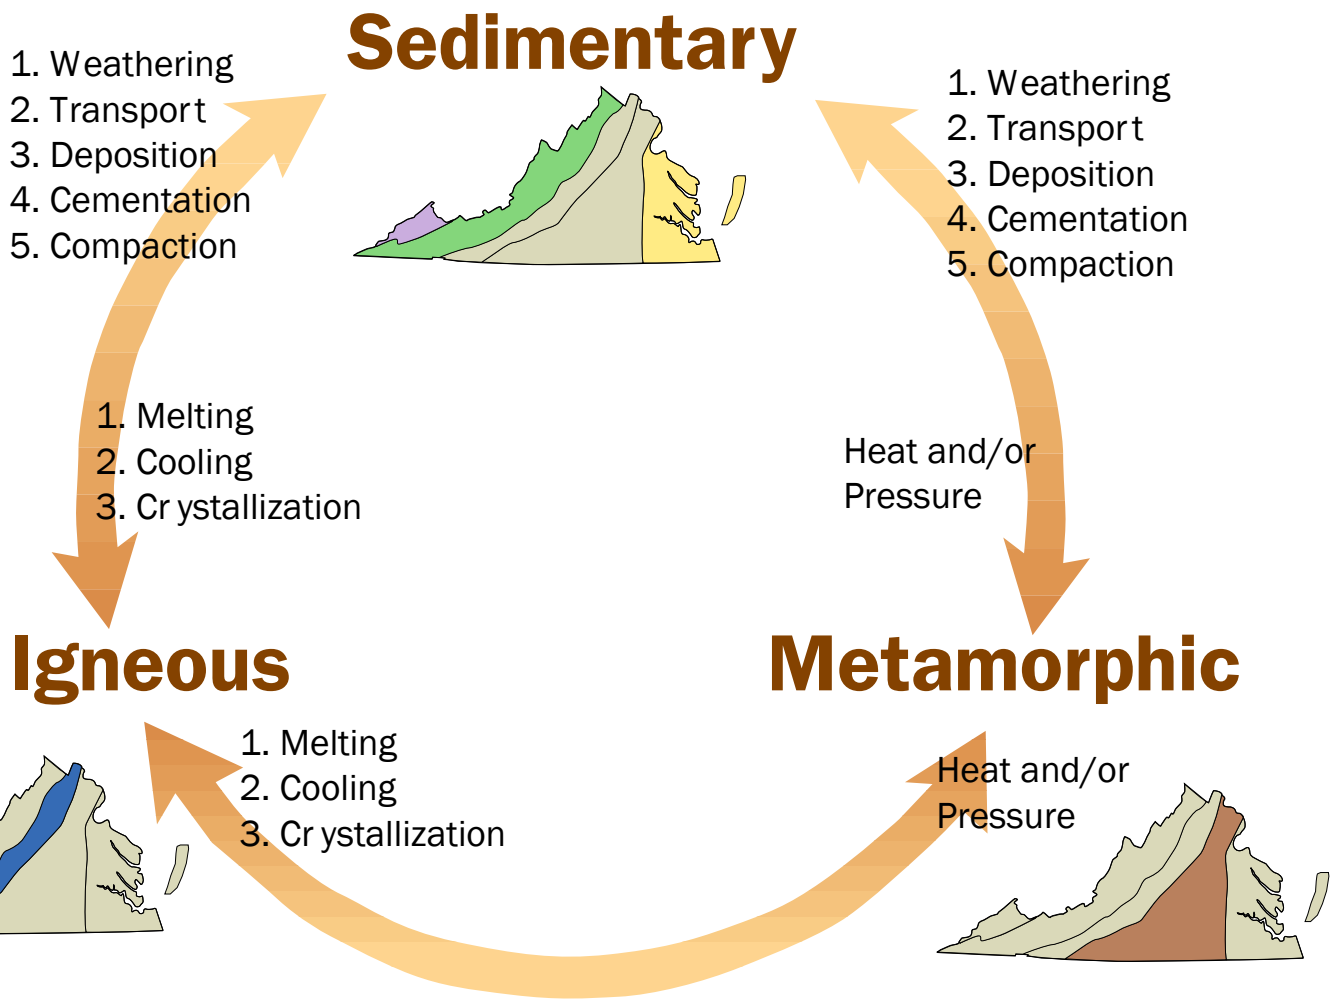 Sedimentary
1. Weathering
2. Transport
3. Deposition
4. Cementation
5. Compaction
1. Weathering
2. Transport
3. Deposition
4. Cementation
5. Compaction
1. Melting
2. Cooling
3. Crystallization
Heat and/or
Pressure
Igneous
Metamorphic
1. Melting
2. Cooling
3. Crystallization
Heat and/or
Pressure